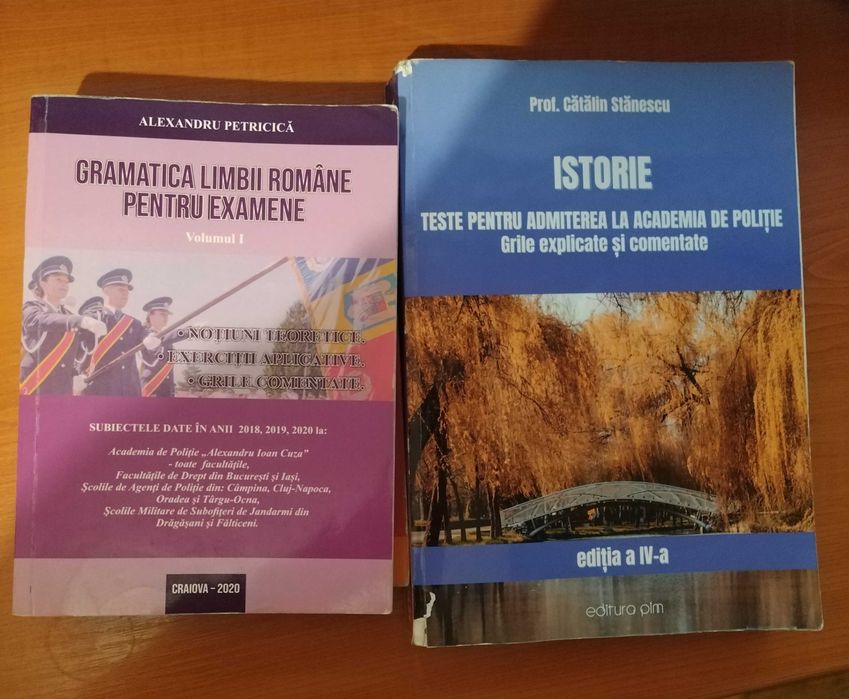 ALEXANDRU PETRICICĂ
GRAMATICA LIMBII ROMÂNE
PENTRU EXAMENE
Volumul I
• NOȚIUNI TEORETICE.
• EXERCIȚII APLICATIVE.
• GRILE COMENTATE.
SUBIECTELE DATE ÎN ANII 2018, 2019, 2020 la:
Academia de Poliție „Alexandru Ioan Cuza”
- toate facultățile,
Facultățile de Drept din București și Iași,
Școlile de Agenți de Poliție din: Câmpina, Cluj-Napoca,
Oradea și Târgu-Ocna,
Școlile Militare de Subofițeri de Jandarmi din
Drăgășani și Fălticeni.
CRAIOVA – 2020
Prof. Cătălin Stănescu
ISTORIE
TESTE PENTRU ADMITEREA LA ACADEMIA DE POLIȚIE
Grile explicate și comentate
ediția a IV-a
editura plm